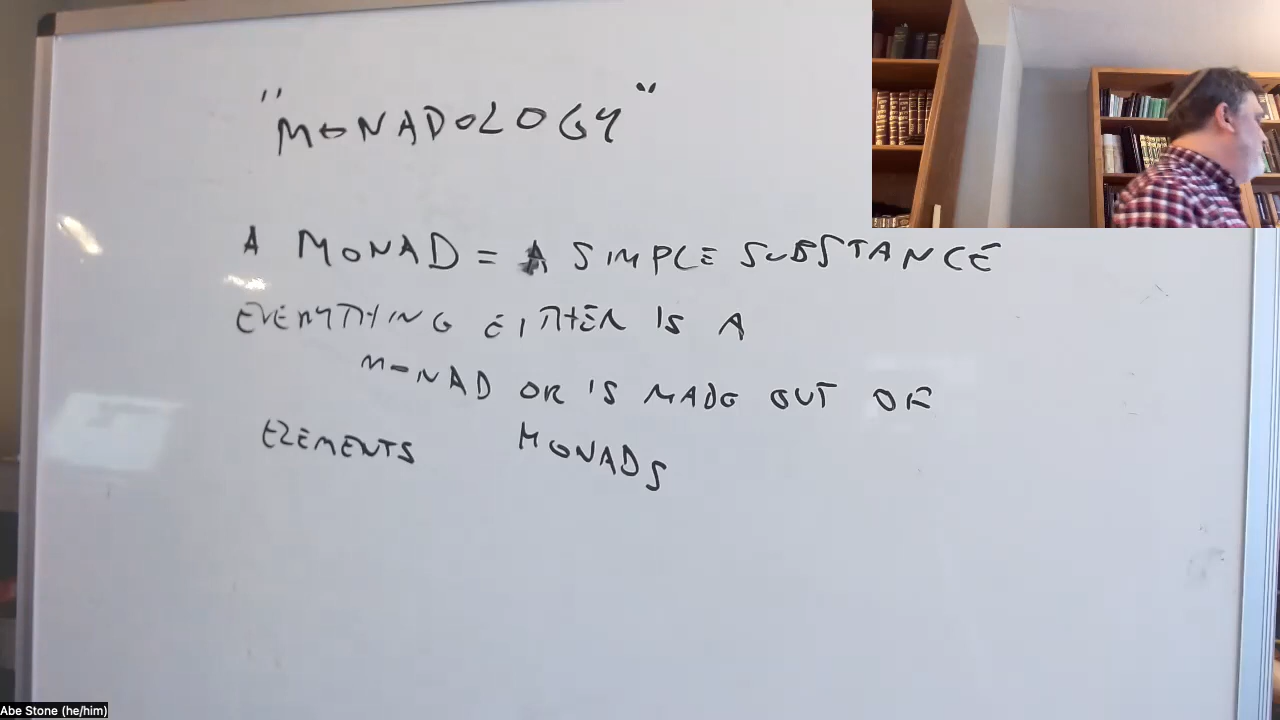 "MONADOLOGY"
A MONAD = A SIMPLE SUBSTANCE
EVERYTHING EITHER IS A
MONAD OR IS MADE OUT OF
ELEMENTS MONADS
Abe Stone (he/him)